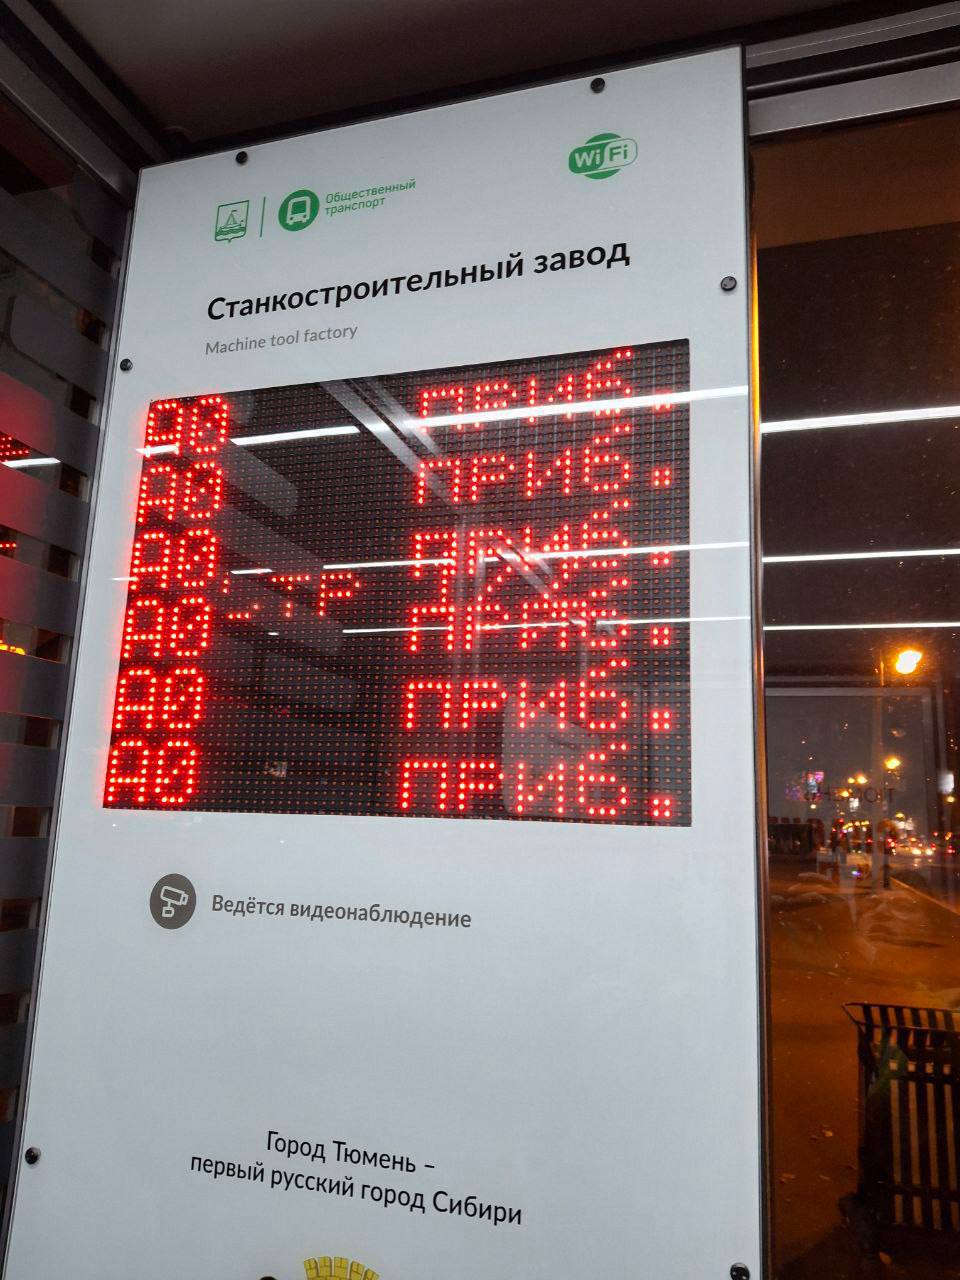 Общественный
транспорт
WiFi
Станкостроительный завод
Machine tool factory
А0 ПРИБ.
А0 ПРИБ.
А0 ПРИБ.
А0 ПРИБ.
А0 ПРИБ.
А0 ПРИБ.
Ведётся видеонаблюдение
Город Тюмень –
первый русский город Сибири